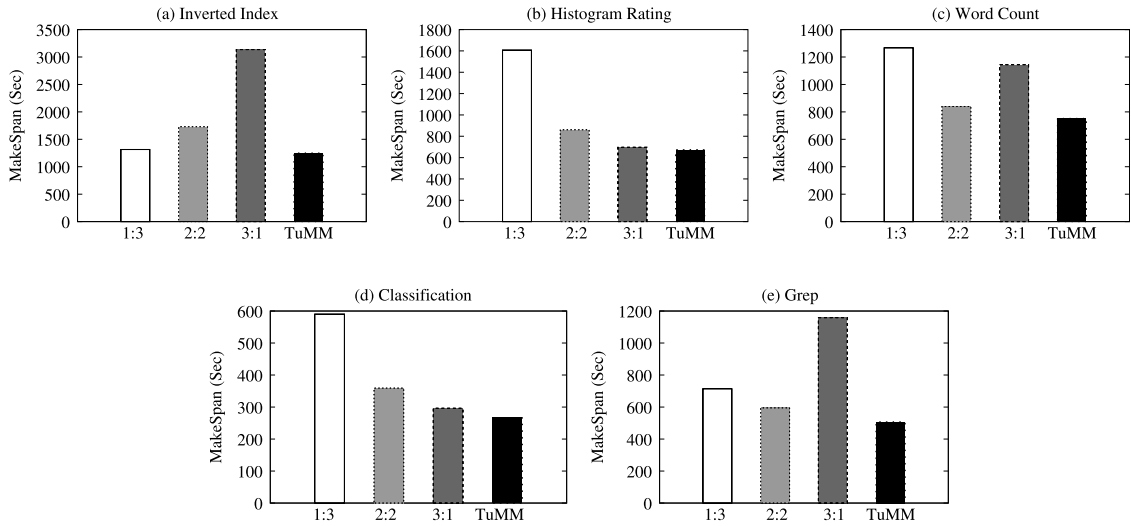 (a) Inverted Index
MakeSpan (Sec)
3500
3000
2500
2000
1500
1000
500
0
1:3 2:2 3:1 TuMM
(b) Histogram Rating
MakeSpan (Sec)
1800
1600
1400
1200
1000
800
600
400
200
0
1:3 2:2 3:1 TuMM
(c) Word Count
MakeSpan (Sec)
1400
1200
1000
800
600
400
200
0
1:3 2:2 3:1 TuMM
(d) Classification
MakeSpan (Sec)
600
500
400
300
200
100
0
1:3 2:2 3:1 TuMM
(e) Grep
MakeSpan (Sec)
1200
1000
800
600
400
200
0
1:3 2:2 3:1 TuMM